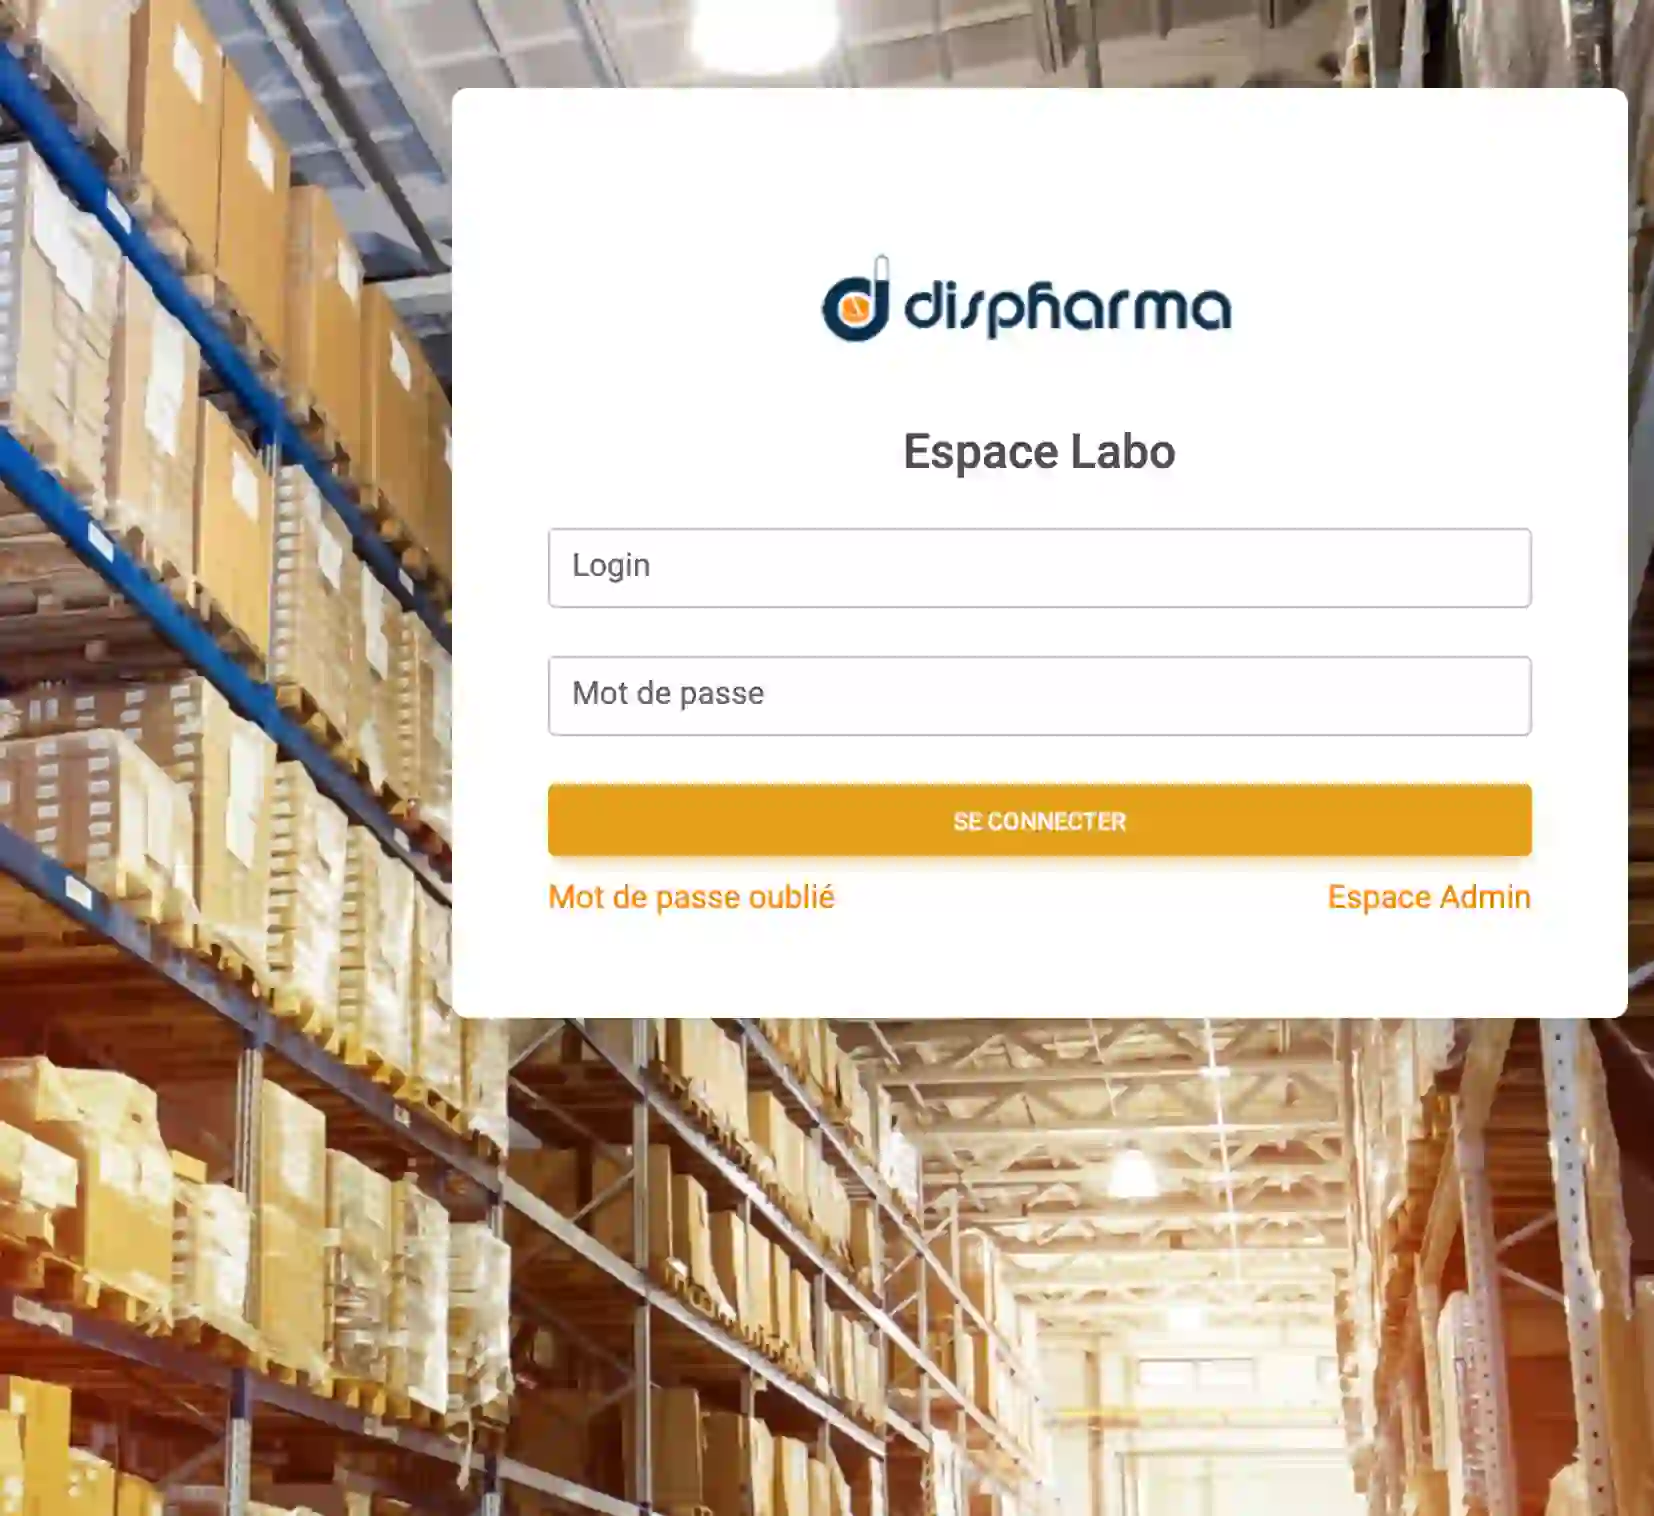 dispharma
Espace Labo
Login
Mot de passe
SE CONNECTER
Mot de passe oublié
Espace Admin